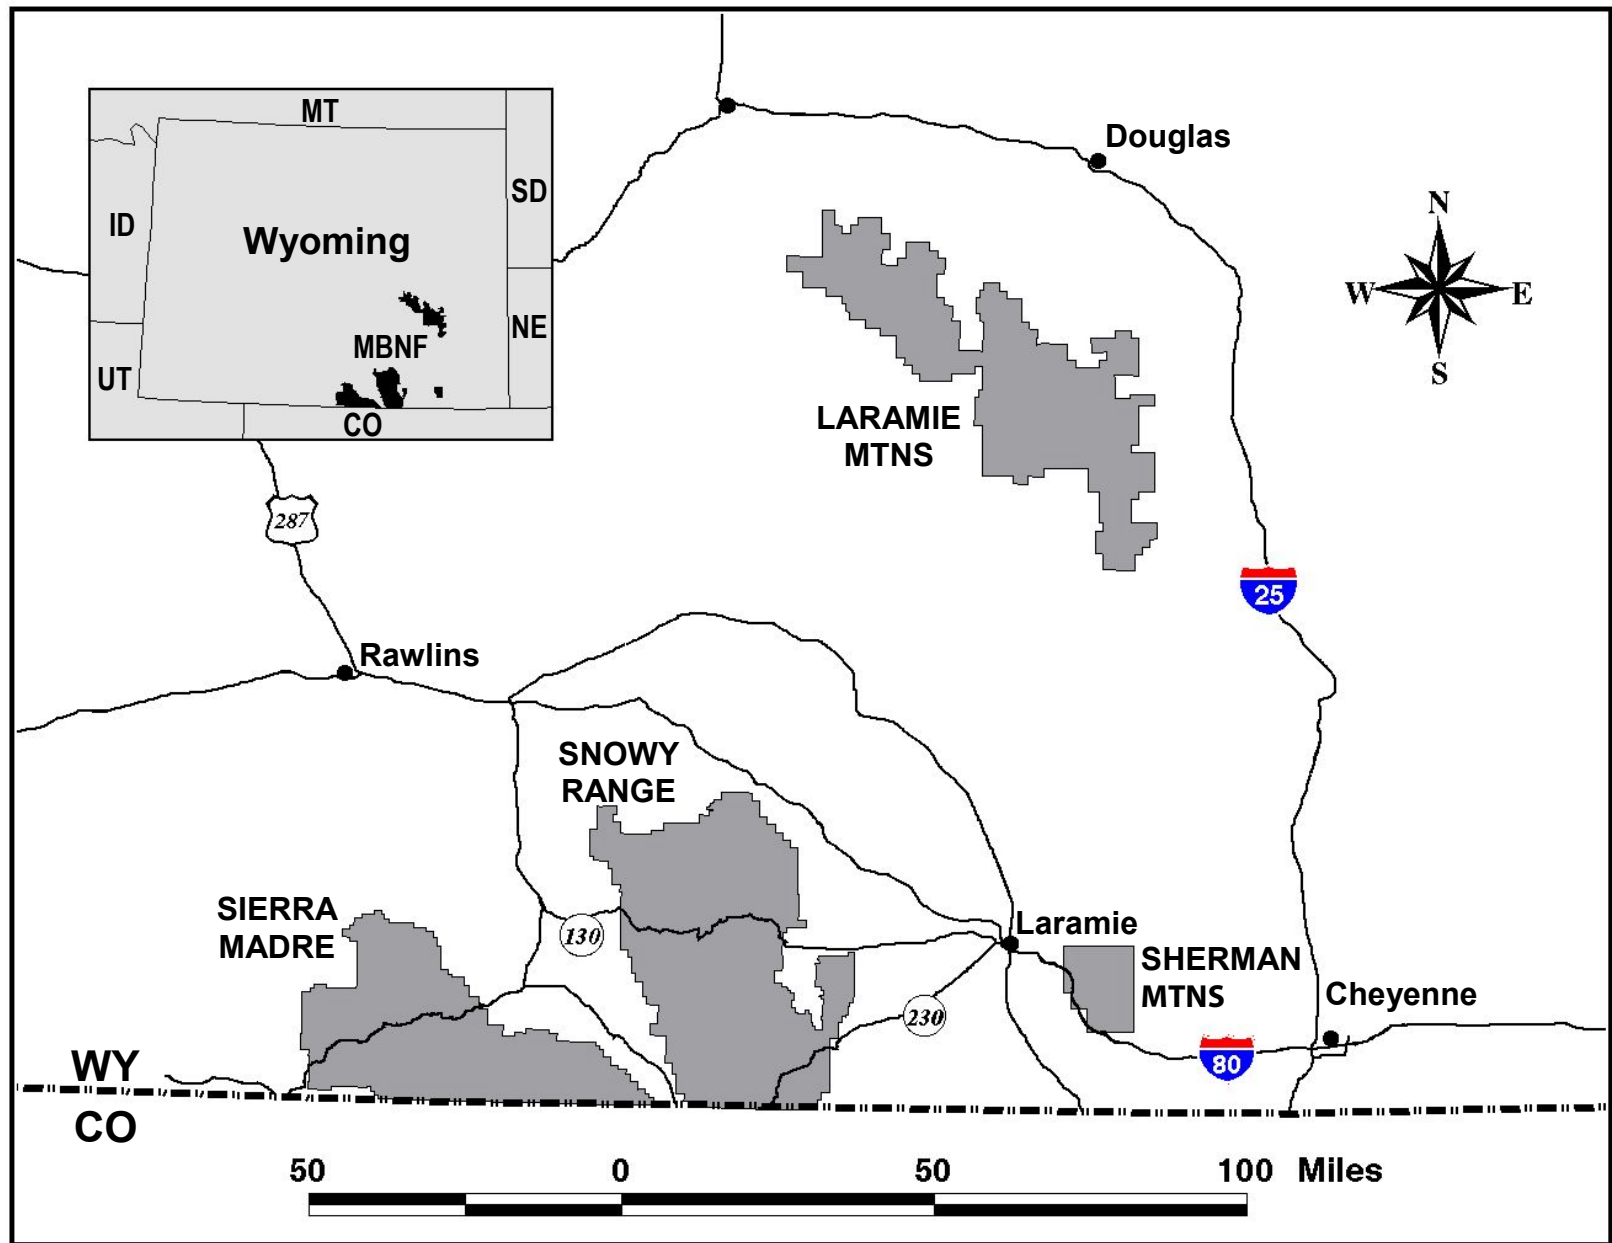 MT
SD
ID
Wyoming
NE
MBNF
UT
CO
Douglas
N
W
E
S
LARAMIE
MTNS
287
25
Rawlins
SNOWY
RANGE
SIERRA
MADRE
130
Laramie
SHERMAN
MTNS
Cheyenne
230
80
WY
CO
50 0 50 100 Miles